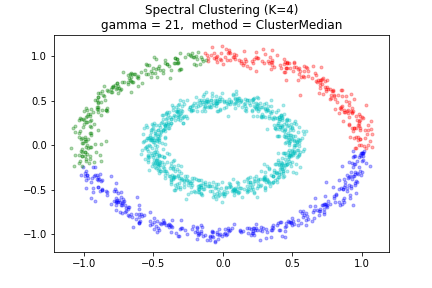 Spectral Clustering (K=4)
gamma = 21,  method = ClusterMedian
1.0
0.5
0.0
−0.5
−1.0
−1.0 −0.5 0.0 0.5 1.0